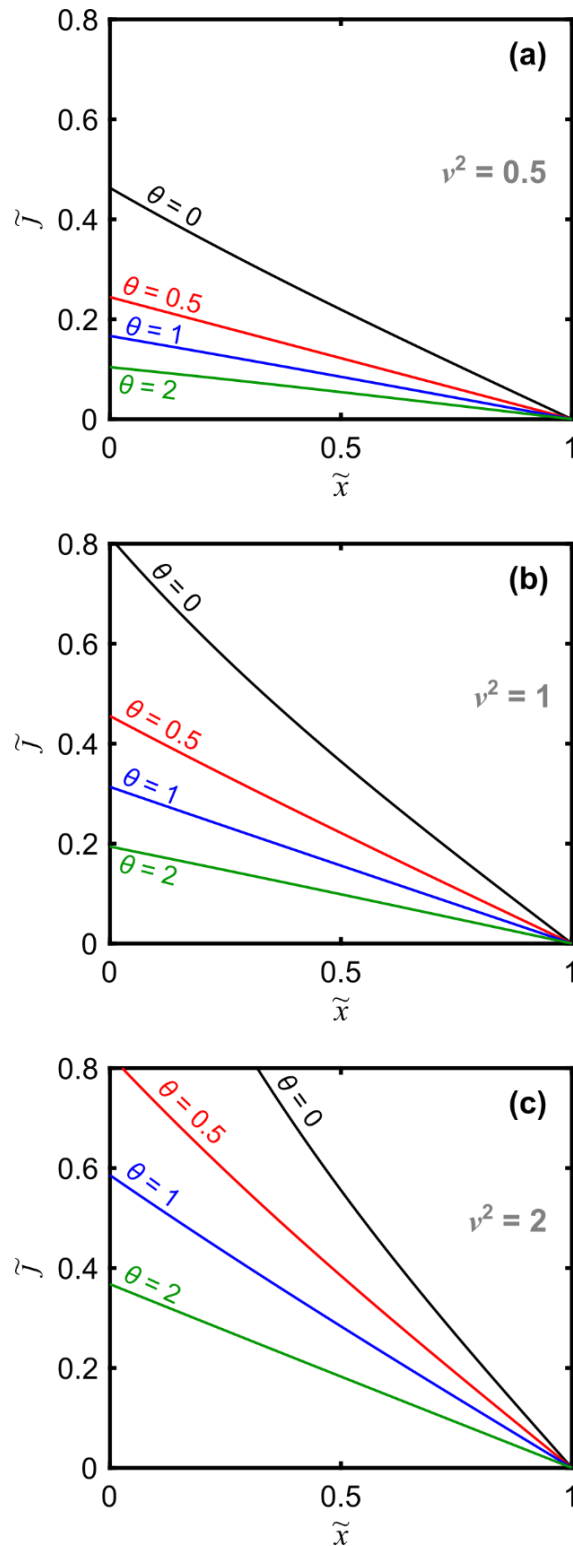 0.8
(a)
0.6
ν² = 0.5
θ = 0
0.4
j̃
θ = 0.5
0.2
θ = 1
θ = 2
0
0
0.5
1
x̃
0.8
(b)
θ = 0
0.6
ν² = 1
θ = 0.5
0.4
j̃
θ = 1
0.2
θ = 2
0
0
0.5
1
x̃
0.8
(c)
θ = 0
θ = 0.5
0.6
θ = 1
ν² = 2
0.4
j̃
θ = 2
0.2
0
0
0.5
1
x̃